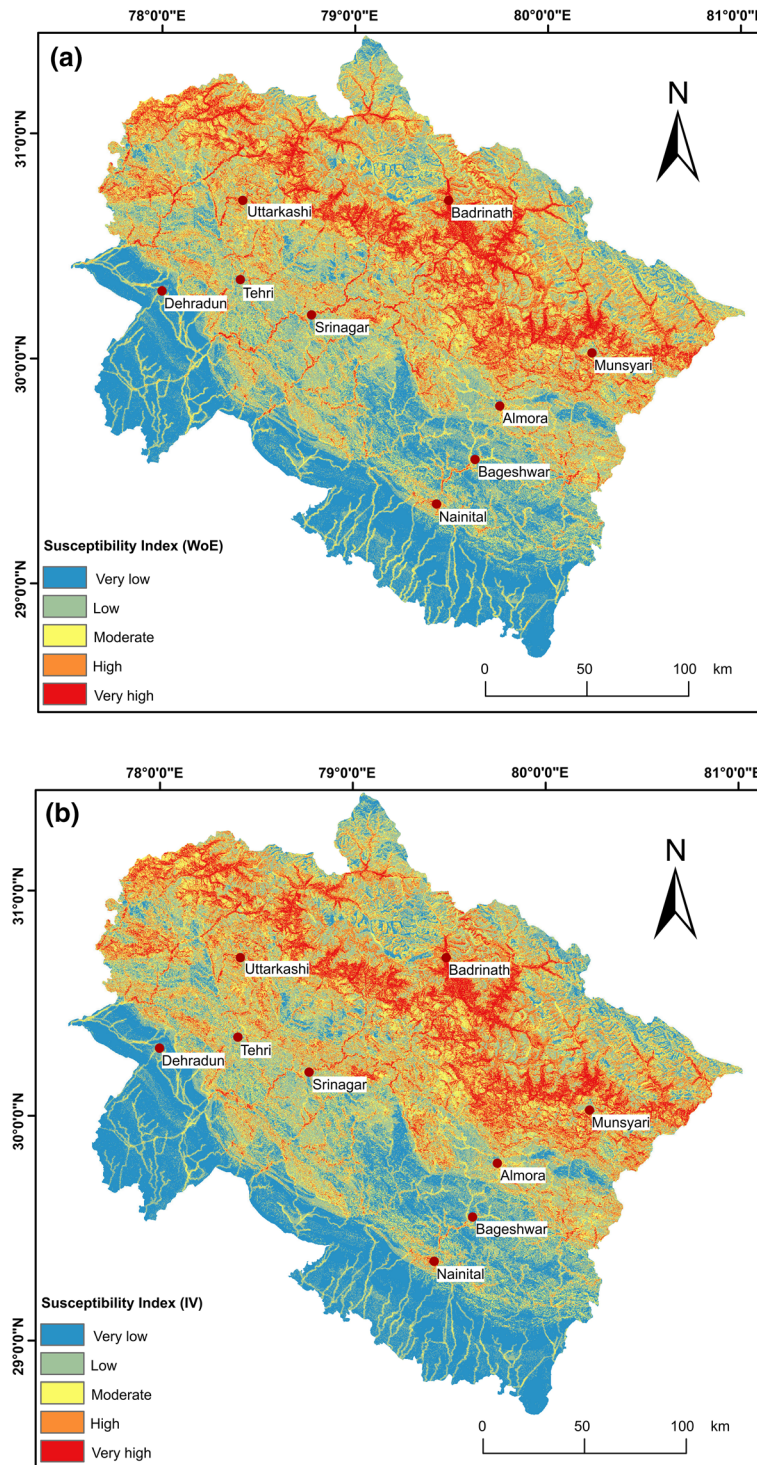 78°0'0"E 79°0'0"E 80°0'0"E 81°0'0"E
(a)
N
31°0'0"N
Uttarkashi
Badrinath
Tehri
Dehradun
Srinagar
30°0'0"N
Munsyari
Almora
Bageshwar
Nainital
29°0'0"N
Susceptibility Index (WoE)
Very low
Low
Moderate
High
Very high
0 50 100 km
78°0'0"E 79°0'0"E 80°0'0"E 81°0'0"E
(b)
N
31°0'0"N
Uttarkashi
Badrinath
Tehri
Dehradun
Srinagar
30°0'0"N
Munsyari
Almora
Bageshwar
Nainital
29°0'0"N
Susceptibility Index (IV)
Very low
Low
Moderate
High
Very high
0 50 100 km